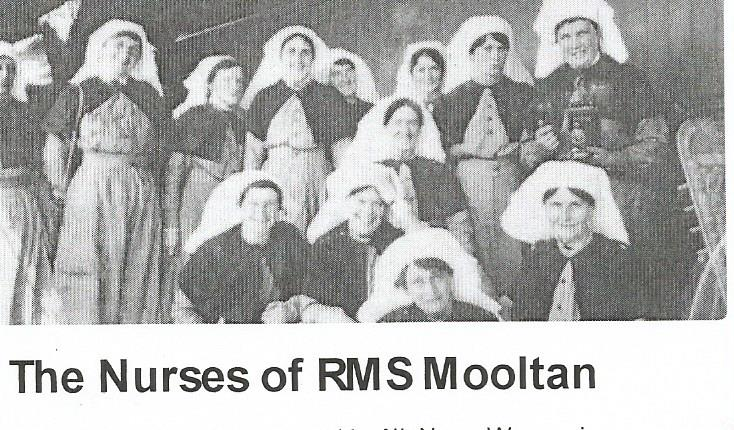 The Nurses of RMS Mooltan